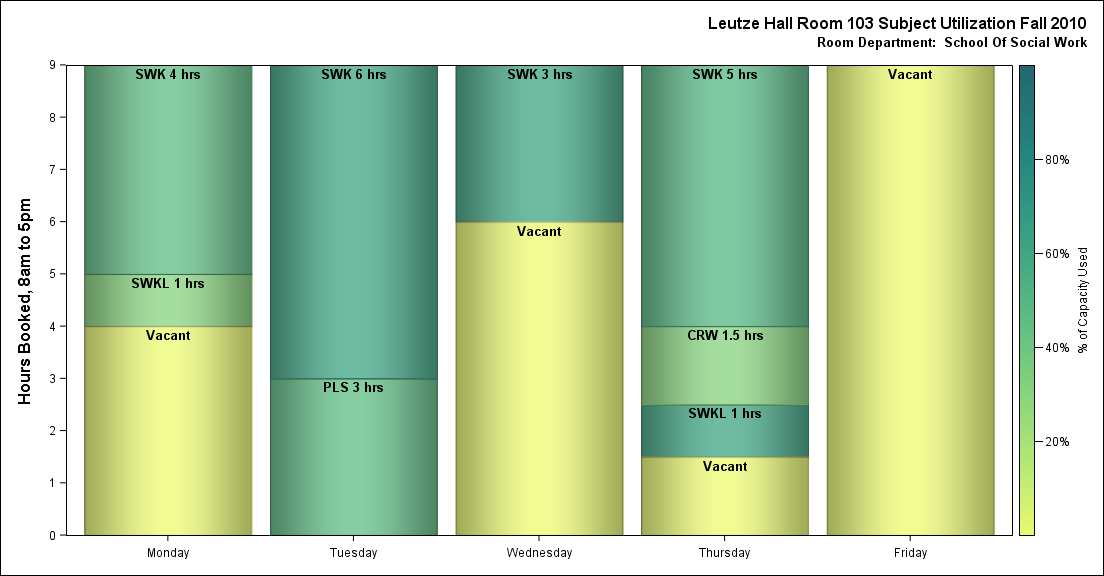 Leutze Hall Room 103 Subject Utilization Fall 2010
Room Department:  School Of Social Work
Hours Booked, 8am to 5pm
9
8
7
6
5
4
3
2
1
0
SWK 4 hrs
SWKL 1 hrs
Vacant
SWK 6 hrs
PLS 3 hrs
SWK 3 hrs
Vacant
SWK 5 hrs
CRW 1.5 hrs
SWKL 1 hrs
Vacant
Vacant
Monday
Tuesday
Wednesday
Thursday
Friday
80%
60%
40%
20%
% of Capacity Used